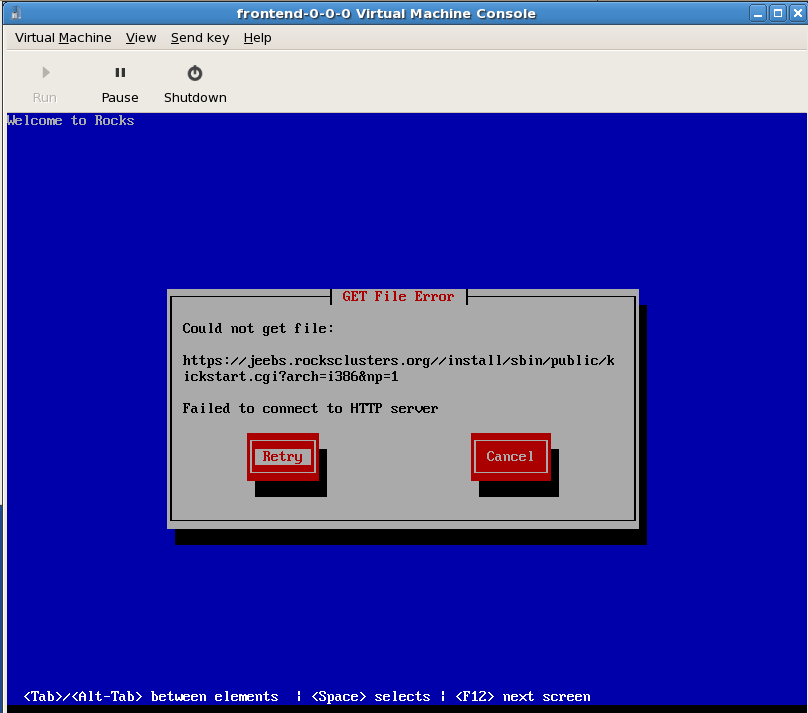 frontend-0-0-0 Virtual Machine Console
Virtual Machine View Send key Help
Run Pause Shutdown
Welcome to Rocks
GET File Error
Could not get file:
https://jeebs.rocksclusters.org//install/sbin/public/k
ickstart.cgi?arch=i386&np=1
Failed to connect to HTTP server
Retry Cancel
<Tab>/<Alt-Tab> between elements | <Space> selects | <F12> next screen